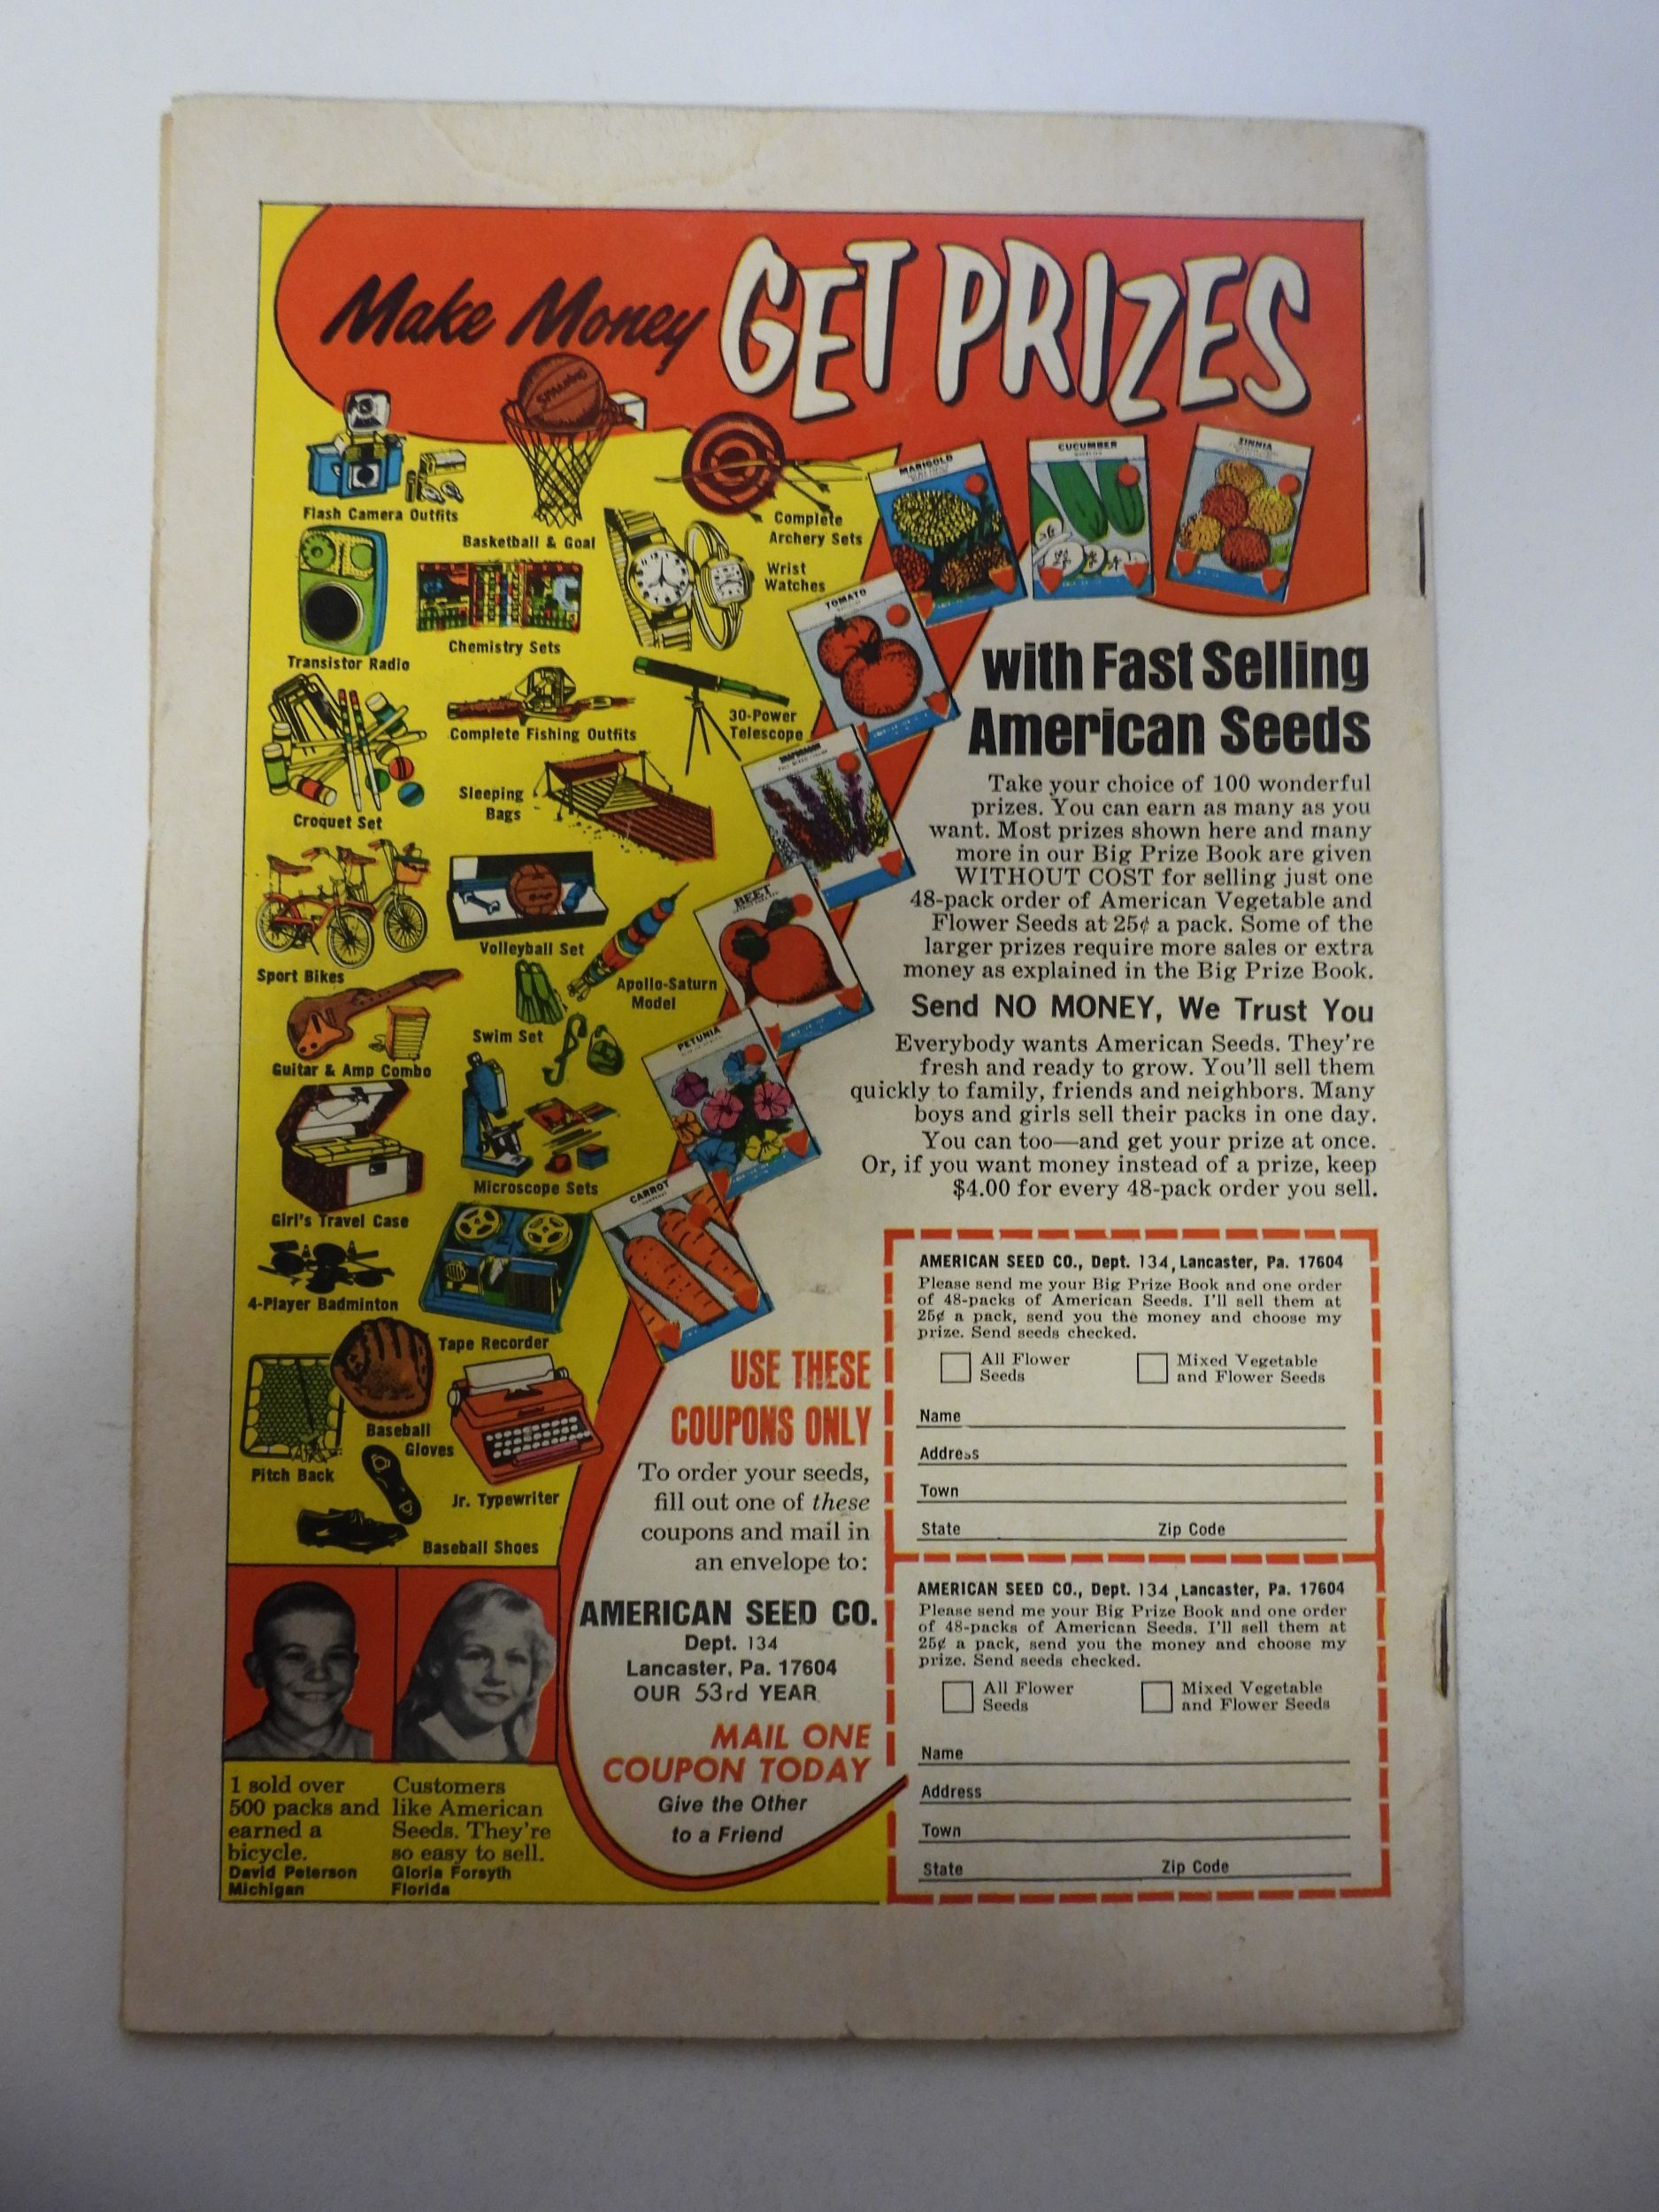 Make Money GET PRIZES
SPALDING
Flash Camera Outfits
Basketball & Goal
Complete
Archery Sets
Wrist
Watches
Transistor Radio
Chemistry Sets
30-Power
Telescope
Complete Fishing Outfits
Croquet Set
Sleeping
Bags
Sport Bikes
Volleyball Set
Apollo-Saturn
Model
Swim Set
Guitar & Amp Combo
Girl's Travel Case
Microscope Sets
4-Player Badminton
Tape Recorder
Pitch Back
Baseball
Gloves
Jr. Typewriter
Baseball Shoes
MARIGOLD
CUCUMBER
ZINNIA
TOMATO
SNAPDRAGON
BEET
PETUNIA
CARROT
with Fast Selling
American Seeds
Take your choice of 100 wonderful
prizes. You can earn as many as you
want. Most prizes shown here and many
more in our Big Prize Book are given
WITHOUT COST for selling just one
48-pack order of American Vegetable and
Flower Seeds at 25¢ a pack. Some of the
larger prizes require more sales or extra
money as explained in the Big Prize Book.
Send NO MONEY, We Trust You
Everybody wants American Seeds. They're
fresh and ready to grow. You'll sell them
quickly to family, friends and neighbors. Many
boys and girls sell their packs in one day.
You can too—and get your prize at once.
Or, if you want money instead of a prize, keep
$4.00 for every 48-pack order you sell.
USE THESE
COUPONS ONLY
To order your seeds,
fill out one of these
coupons and mail in
an envelope to:
AMERICAN SEED CO.
Dept. 134
Lancaster, Pa. 17604
OUR 53rd YEAR
MAIL ONE
COUPON TODAY
Give the Other
to a Friend
AMERICAN SEED CO., Dept. 134, Lancaster, Pa. 17604
Please send me your Big Prize Book and one order
of 48-packs of American Seeds. I'll sell them at
25¢ a pack, send you the money and choose my
prize. Send seeds checked.
All Flower
Seeds
Mixed Vegetable
and Flower Seeds
Name
Address
Town
State Zip Code
AMERICAN SEED CO., Dept. 134, Lancaster, Pa. 17604
Please send me your Big Prize Book and one order
of 48-packs of American Seeds. I'll sell them at
25¢ a pack, send you the money and choose my
prize. Send seeds checked.
All Flower
Seeds
Mixed Vegetable
and Flower Seeds
Name
Address
Town
State Zip Code
I sold over
500 packs and
earned a
bicycle.
David Peterson
Michigan
Customers
like American
Seeds. They're
so easy to sell.
Gloria Forsyth
Florida